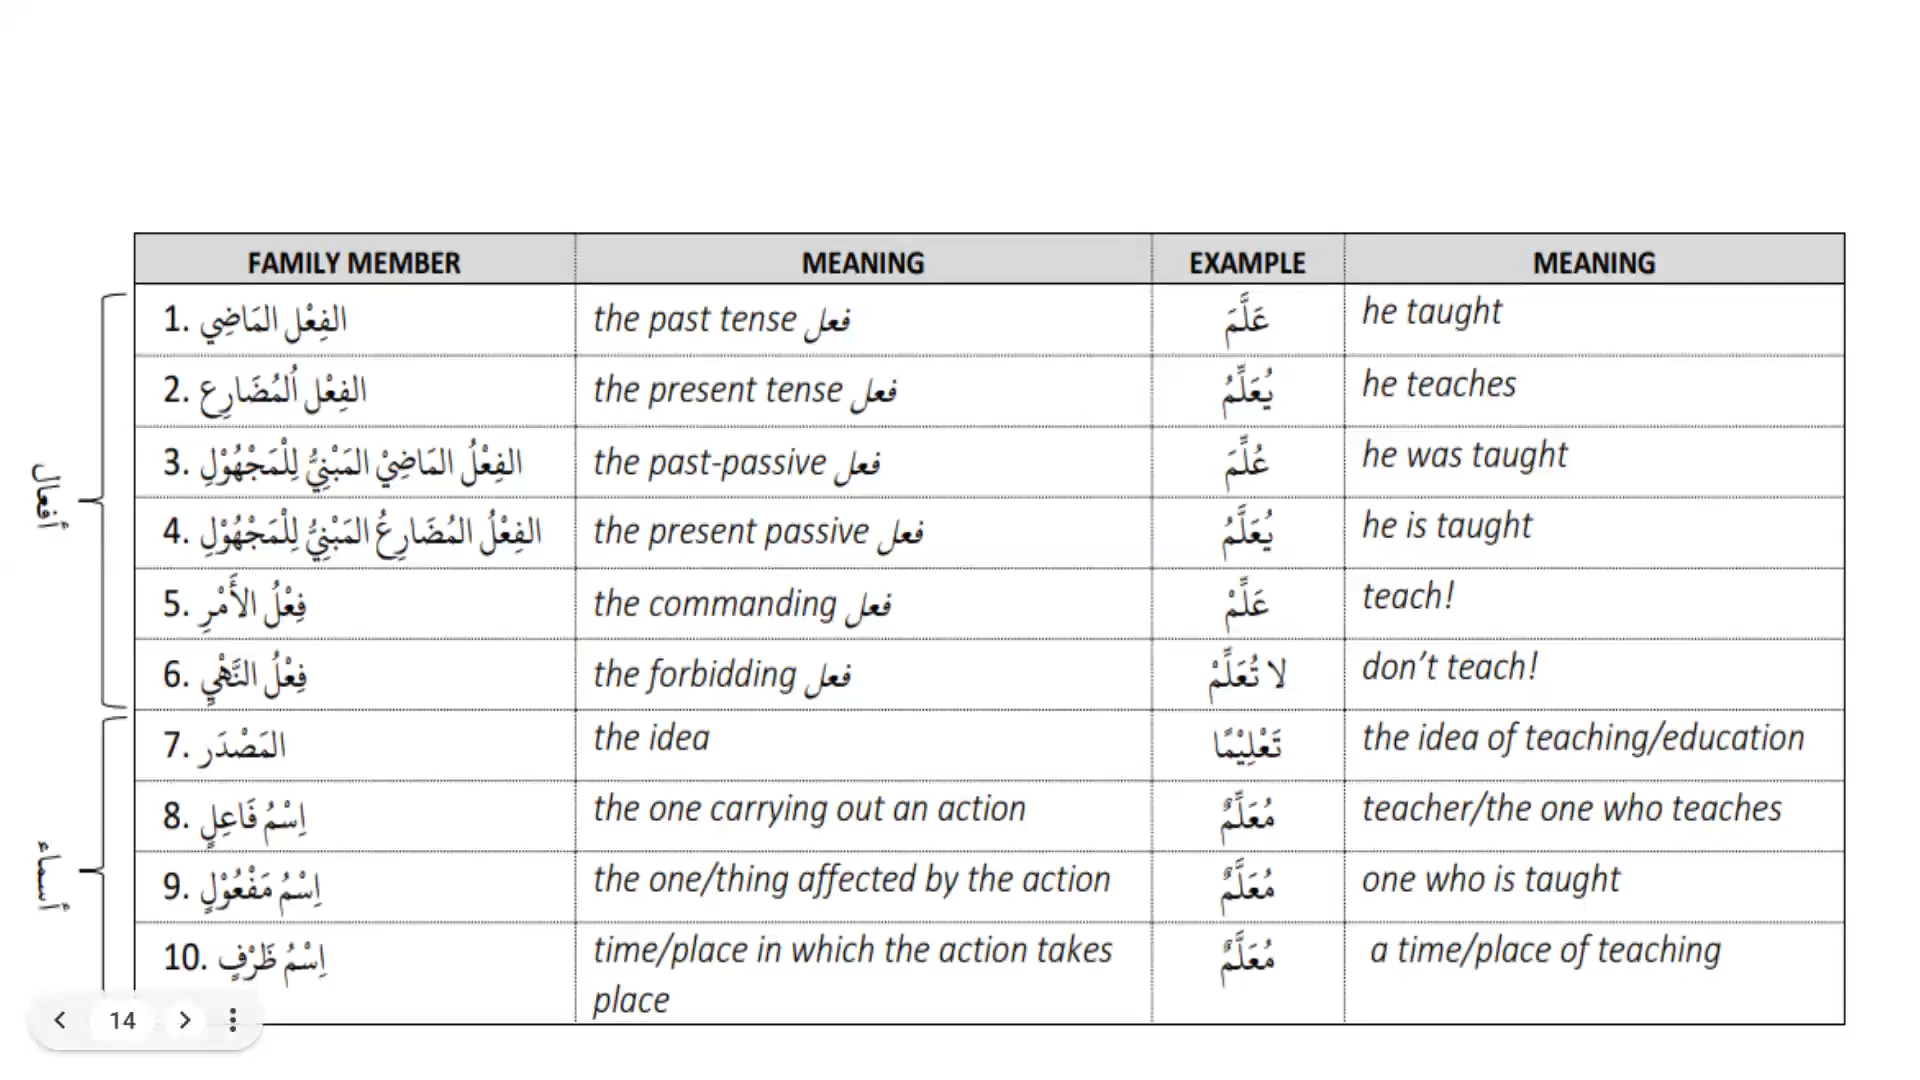 FAMILY MEMBER MEANING EXAMPLE MEANING
1. الفِعْل المَاضِي the past tense فعل عَلَّمَ he taught
2. الفِعْل اُلمُضَارِع the present tense فعل يُعَلِّمُ he teaches
3. الفِعْلُ المَاضِيْ المَبْنِيُّ لِلْمَجْهُوْلِ the past-passive فعل عُلِّمَ he was taught
4. الفِعْلُ المُضَارِعُ المَبْنِيُّ لِلْمَجْهُوْلِ the present passive فعل يُعَلَّمُ he is taught
5. فِعْلُ الأَمْرِ the commanding فعل عَلِّمْ teach!
6. فِعْلُ النَّهْيِ the forbidding فعل لا تُعَلِّمْ don’t teach!
أفعال
7. المَصْدَر the idea تَعْلِيْمًا the idea of teaching/education
8. اِسْمُ فَاعِلٍ the one carrying out an action مُعَلِّمٌ teacher/the one who teaches
9. اِسْمُ مَفْعُوْلٍ the one/thing affected by the action مُعَلَّمٌ one who is taught
10. اِسْمُ ظَرْفٍ time/place in which the action takes مُعَلَّمٌ a time/place of teaching
place
أسماء
14